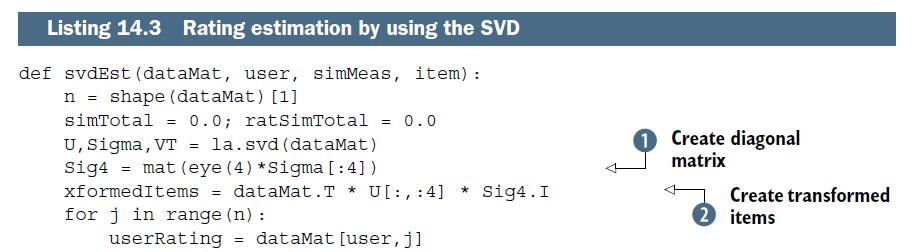 Listing 14.3 Rating estimation by using the SVD
def svdEst(dataMat, user, simMeas, item):
    n = shape(dataMat)[1]
    simTotal = 0.0; ratSimTotal = 0.0
    U,Sigma,VT = la.svd(dataMat)
    Sig4 = mat(eye(4)*Sigma[:4])
    xformedItems = dataMat.T * U[:,:4] * Sig4.I
    for j in range(n):
        userRating = dataMat[user,j]
1 Create diagonal
matrix
Create transformed
2 items